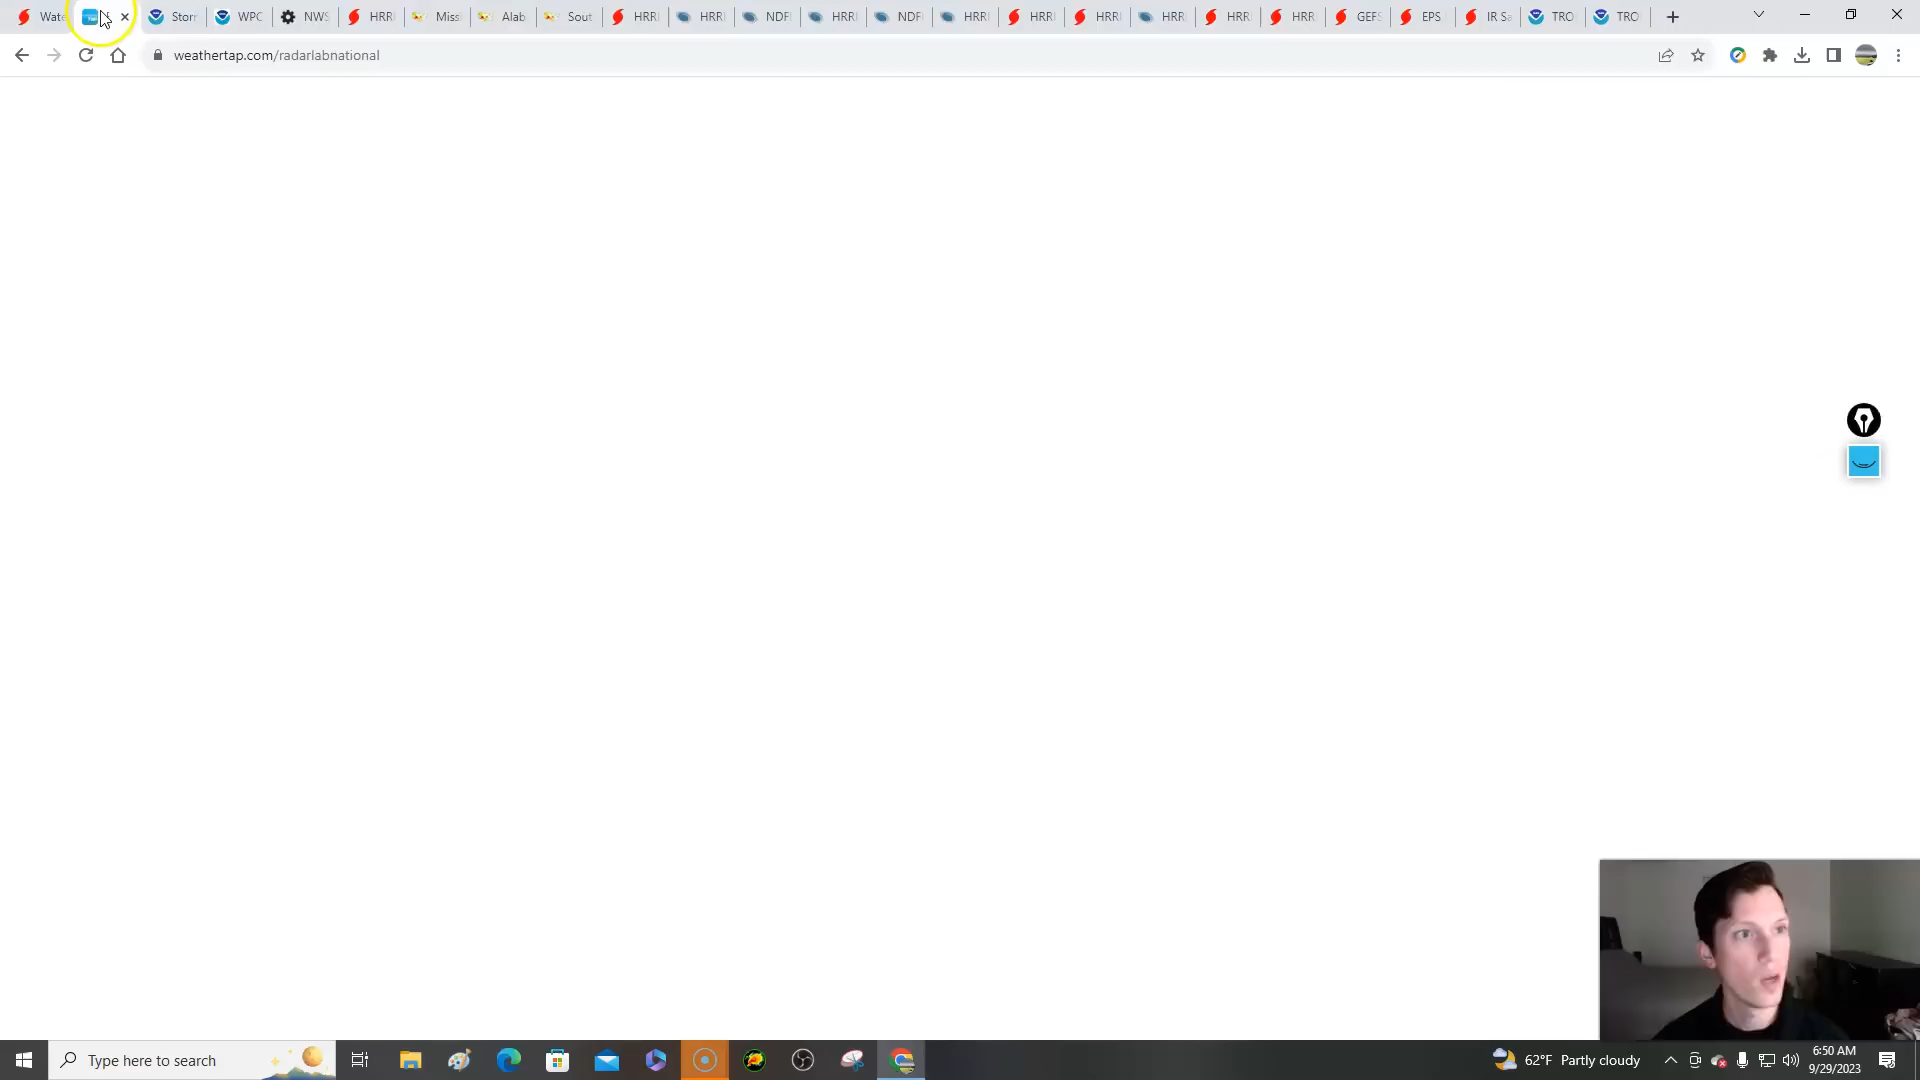 Wate
Stor
WPC
NWS
HRR
Miss
Alab
Sout
HRR
HRR
NDF
HRR
NDF
HRR
HRR
HRR
HRR
HRR
HRR
GEFS
EPS
IR Sa
TRO
TRO
weathertap.com/radarlabnational
Type here to search
62°F Partly cloudy
6:50 AM
9/29/2023